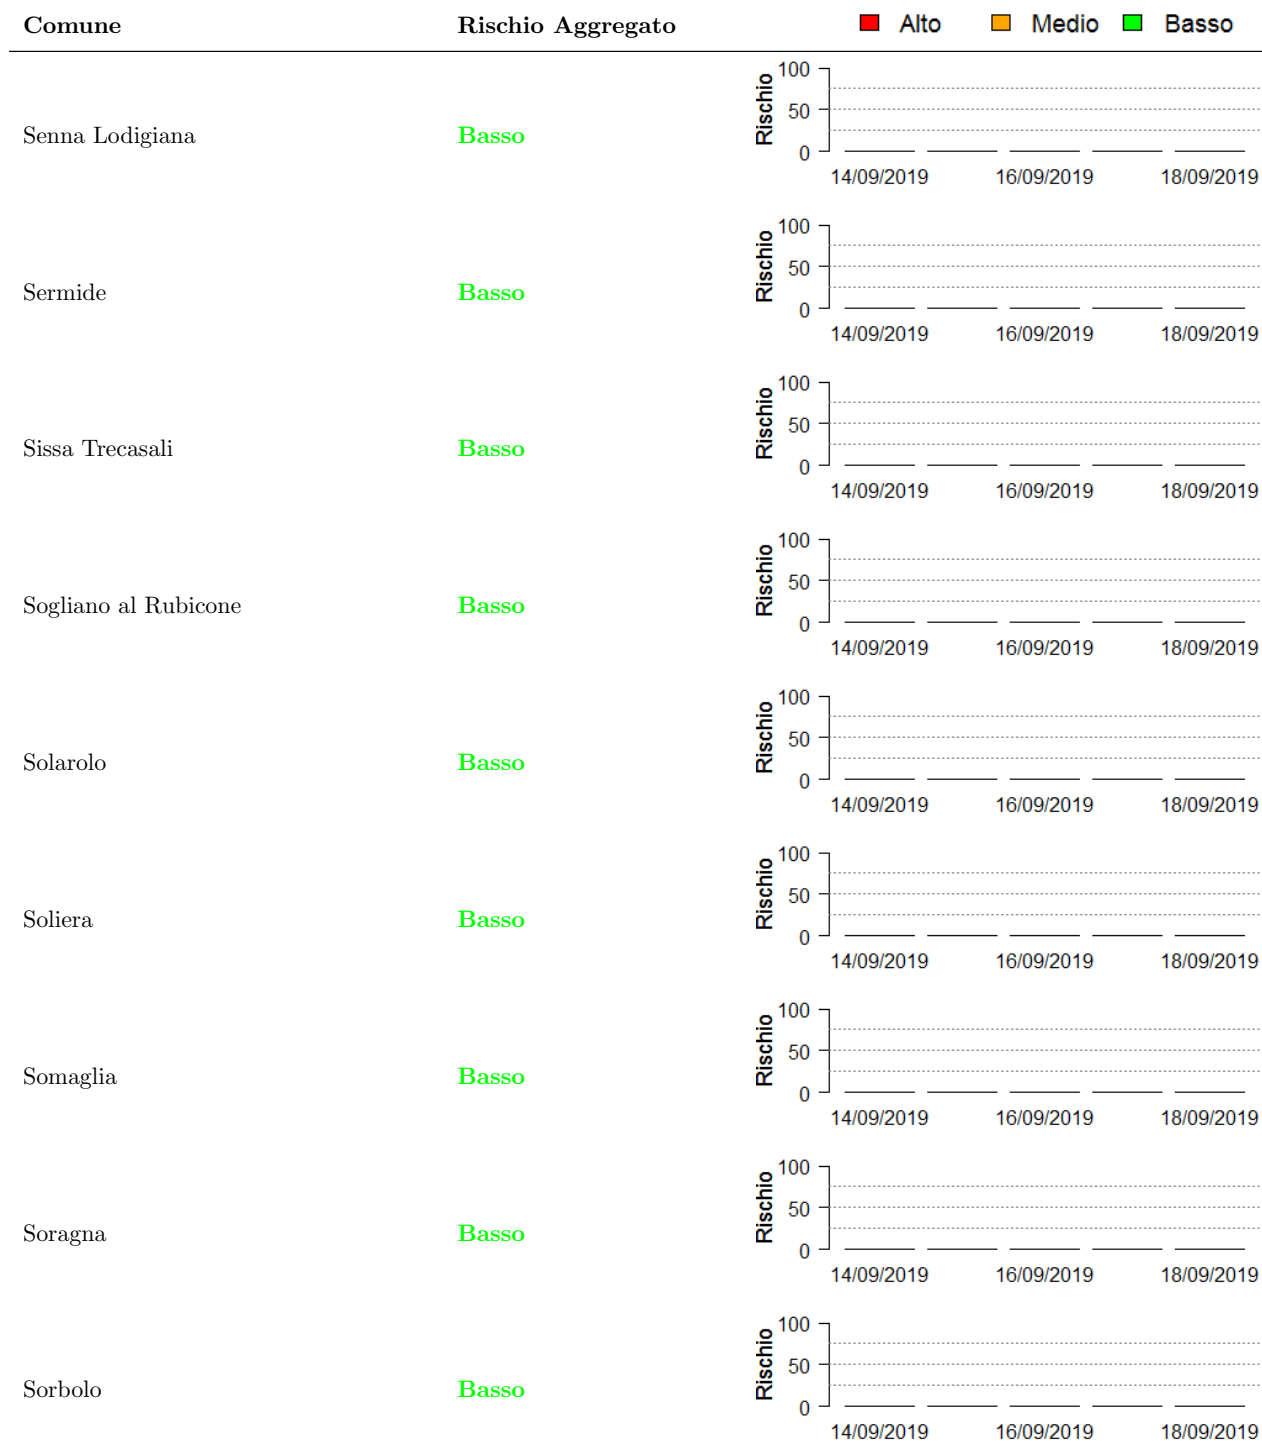 Comune Rischio Aggregato Alto Medio Basso
100
50
0
Rischio
Senna Lodigiana Basso
14/09/2019 16/09/2019 18/09/2019
100
50
0
Rischio
Sermide Basso
14/09/2019 16/09/2019 18/09/2019
100
50
0
Rischio
Sissa Trecasali Basso
14/09/2019 16/09/2019 18/09/2019
100
50
0
Rischio
Sogliano al Rubicone Basso
14/09/2019 16/09/2019 18/09/2019
100
50
0
Rischio
Solarolo Basso
14/09/2019 16/09/2019 18/09/2019
100
50
0
Rischio
Soliera Basso
14/09/2019 16/09/2019 18/09/2019
100
50
0
Rischio
Somaglia Basso
14/09/2019 16/09/2019 18/09/2019
100
50
0
Rischio
Soragna Basso
14/09/2019 16/09/2019 18/09/2019
100
50
0
Rischio
Sorbolo Basso
14/09/2019 16/09/2019 18/09/2019